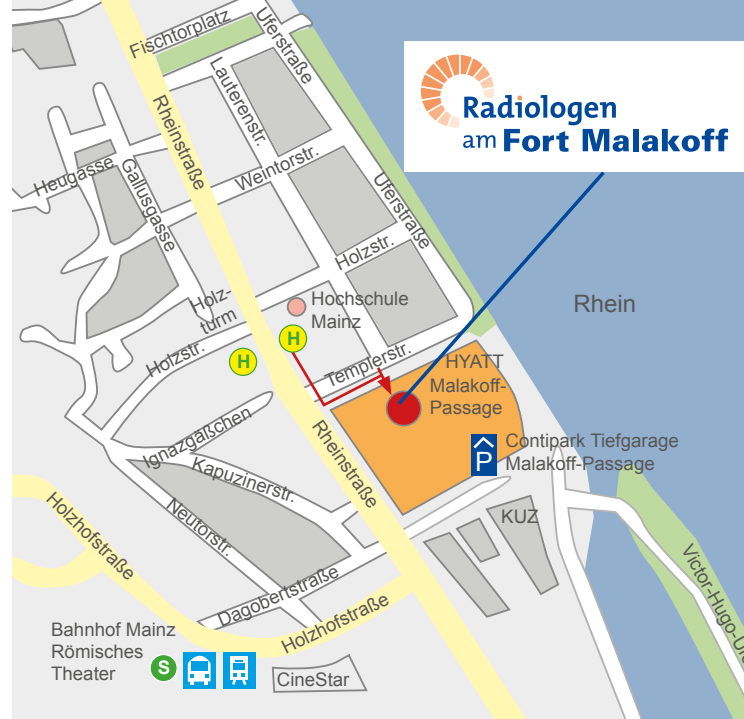 Fischtorplatz
Uferstraße
Radiologen
am Fort Malakoff
Lauterenstr.
Rheinstraße
Heugasse
Gallusgasse
Weintorstr.
Uferstraße
Holzstr.
Holz-
turm
Hochschule
Mainz
Rhein
H
H
Holzstr.
Templerstr.
HYATT
Malakoff-
Passage
Ignazgäßchen
Rheinstraße
P
Contipark Tiefgarage
Malakoff-Passage
Kapuzinerstr.
Neutorstr.
Holzhofstraße
KUZ
Dagobertstraße
Holzhofstraße
Victor-Hugo-Uf
Bahnhof Mainz
Römisches
Theater
S
CineStar